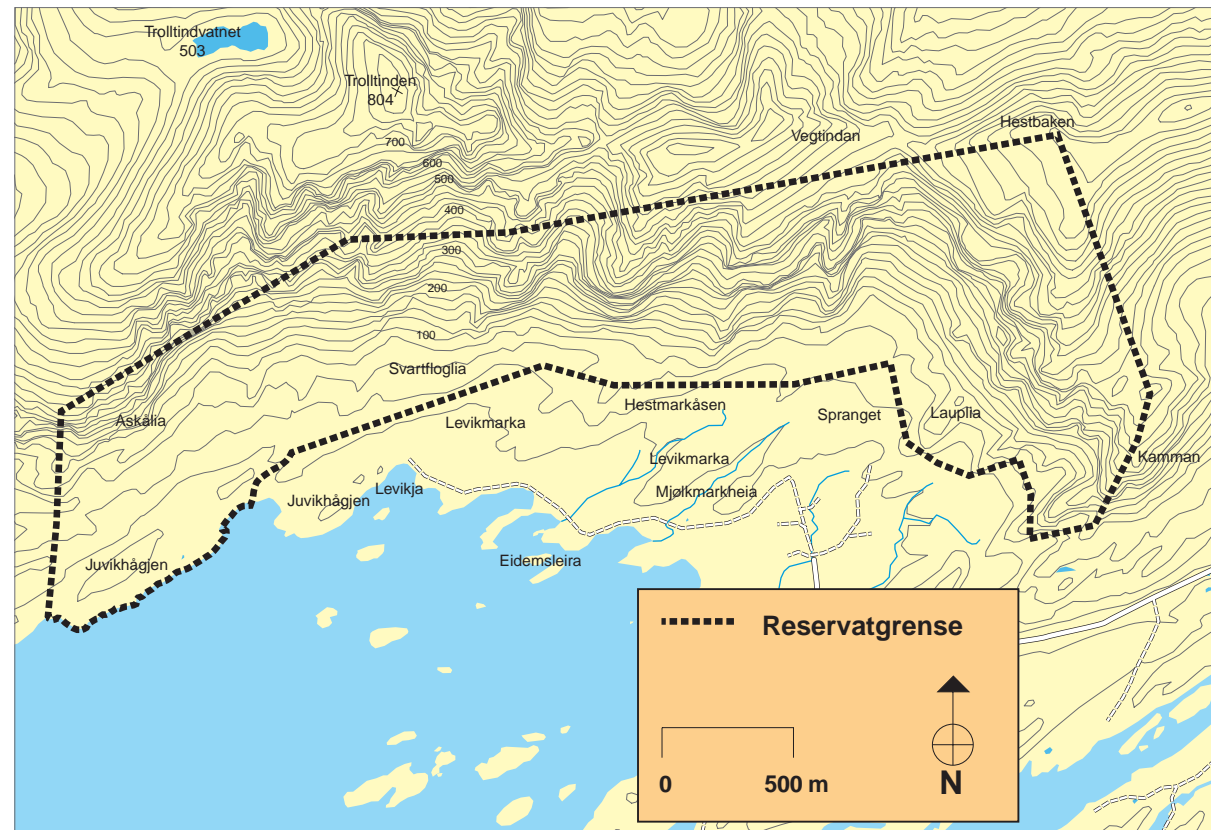 Trolltindvatnet
503
Trolltinden
804
Hestbaken
Vegtindan
700
600
500
400
300
200
100
Svartfloglia
Hestmarkåsen
Spranget
Lauplia
Åskålia
Levikmarka
Levikmarka
Kamman
Levikja
Juvikhågjen
Mjølkmarkheia
Eidemsleira
Juvikhågjen
Reservatgrense
0 500 m
N